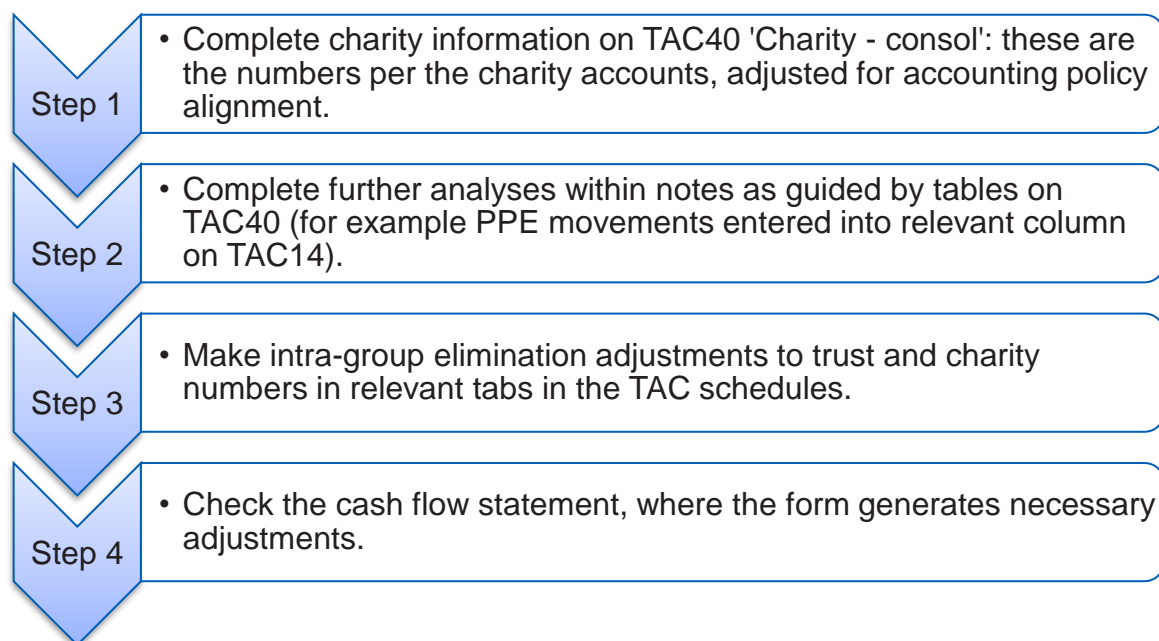 Step 1
• Complete charity information on TAC40 'Charity - consol': these are
the numbers per the charity accounts, adjusted for accounting policy
alignment.
Step 2
• Complete further analyses within notes as guided by tables on
TAC40 (for example PPE movements entered into relevant column
on TAC14).
Step 3
• Make intra-group elimination adjustments to trust and charity
numbers in relevant tabs in the TAC schedules.
Step 4
• Check the cash flow statement, where the form generates necessary
adjustments.